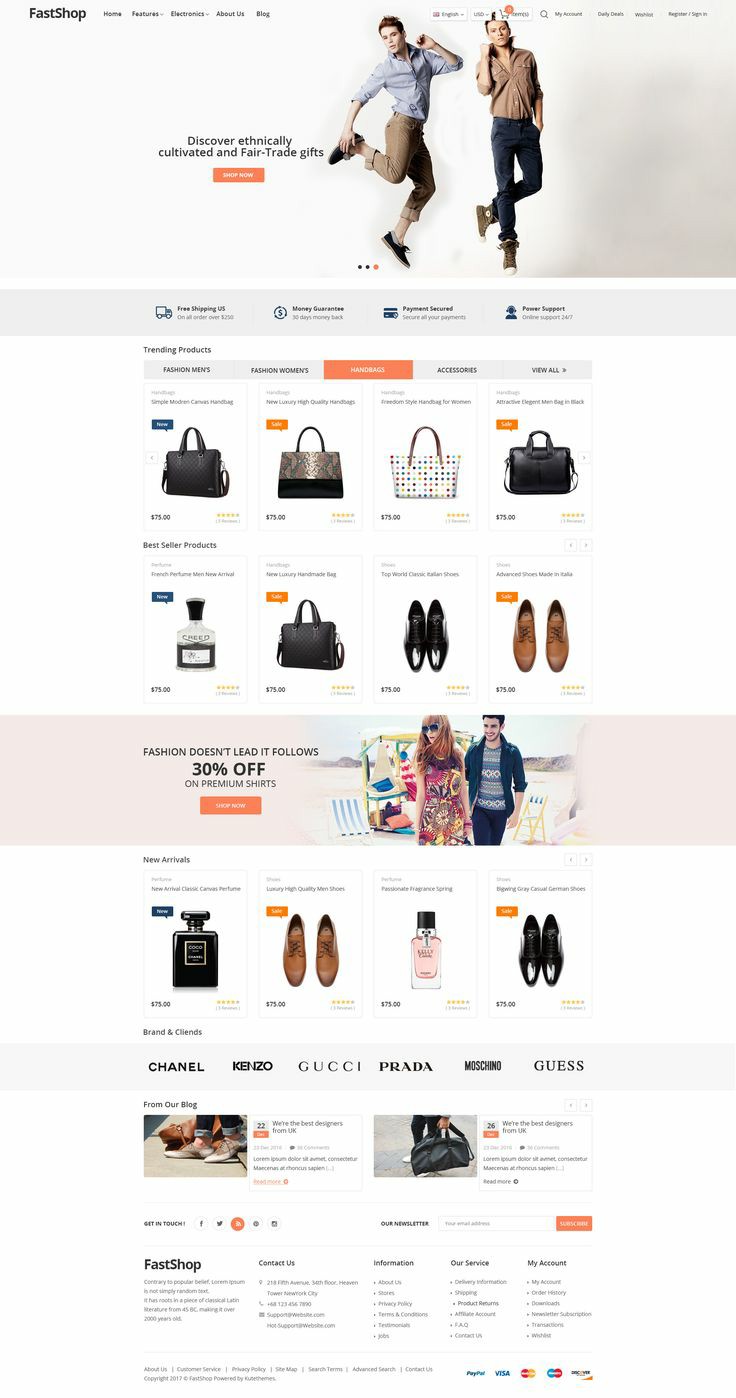 FastShop
Home Features Electronics About Us Blog
English USD 0 Item(s) My Account Daily Deals Wishlist Register / Sign in
Discover ethnically
cultivated and Fair-Trade gifts
SHOP NOW
Free Shipping US
On all order over $250
Money Guarantee
30 days money back
Payment Secured
Secure all your payments
Power Support
Online support 24/7
Trending Products
FASHION MEN'S FASHION WOMEN'S HANDBAGS ACCESSORIES VIEW ALL »
Handbags
Simple Modren Canvas Handbag
New
$75.00
( 3 Reviews )
Handbags
New Luxury High Quality Handbags
Sale
$75.00
( 3 Reviews )
Handbags
Freedom Style Handbag for Women
$75.00
( 3 Reviews )
Handbags
Attractive Elegent Men Bag in Black
Sale
$75.00
( 3 Reviews )
Best Seller Products
Perfume
French Perfume Men New Arrival
New
CREED
$75.00
( 3 Reviews )
Handbags
New Luxury Handmade Bag
Sale
$75.00
( 3 Reviews )
Shoes
Top World Classic Italian Shoes
$75.00
( 3 Reviews )
Shoes
Advanced Shoes Made In Italia
Sale
$75.00
( 3 Reviews )
FASHION DOESN'T LEAD IT FOLLOWS
30% OFF
ON PREMIUM SHIRTS
SHOP NOW
New Arrivals
Perfume
New Arrival Classic Canvas Perfume
New
COCO
CHANEL
$75.00
( 3 Reviews )
Shoes
Luxury High Quality Men Shoes
Sale
$75.00
( 3 Reviews )
Perfume
Passionate Fragrance Spring
KELLY
$75.00
( 3 Reviews )
Shoes
Bigwing Gray Casual German Shoes
Sale
$75.00
( 3 Reviews )
Brand & Cliends
CHANEL KENZO GUCCI PRADA MOSCHINO GUESS
From Our Blog
22
Dec
We're the best designers
from UK
23 Dec 2016 36 Comments
Lorem ipsum dolor sit avmet, consectetur
Maecenas at rhoncus sapien [...]
Read more
26
Dec
We're the best designers
from UK
23 Dec 2016 36 Comments
Lorem ipsum dolor sit avmet, consectetur
Maecenas at rhoncus sapien [...]
Read more
GET IN TOUCH !
OUR NEWSLETTER Your email address SUBSCRIBE
FastShop
Contrary to popular belief, Lorem Ipsum
is not simply random text.
It has roots in a piece of classical Latin
literature from 45 BC, making it over
2000 years old.
Contact Us
218 Fifth Avenue, 34th floor, Heaven
Tower NewYork City
+68 123 456 7890
Support@Website.com
Hot-Support@Website.com
Information
About Us
Stores
Privacy Policy
Terms & Conditions
Testimonials
Jobs
Our Service
Delivery Information
Shipping
Product Returns
Affiliate Account
F.A.Q
Contact Us
My Account
My Account
Order History
Downloads
Newsletter Subscription
Transactions
Wishlist
About Us | Customer Service | Privacy Policy | Site Map | Search Terms | Advanced Search | Contact Us
Copyright 2017 © FastShop Powered by Kutethemes.
PayPal VISA MasterCard Maestro DISCOVER